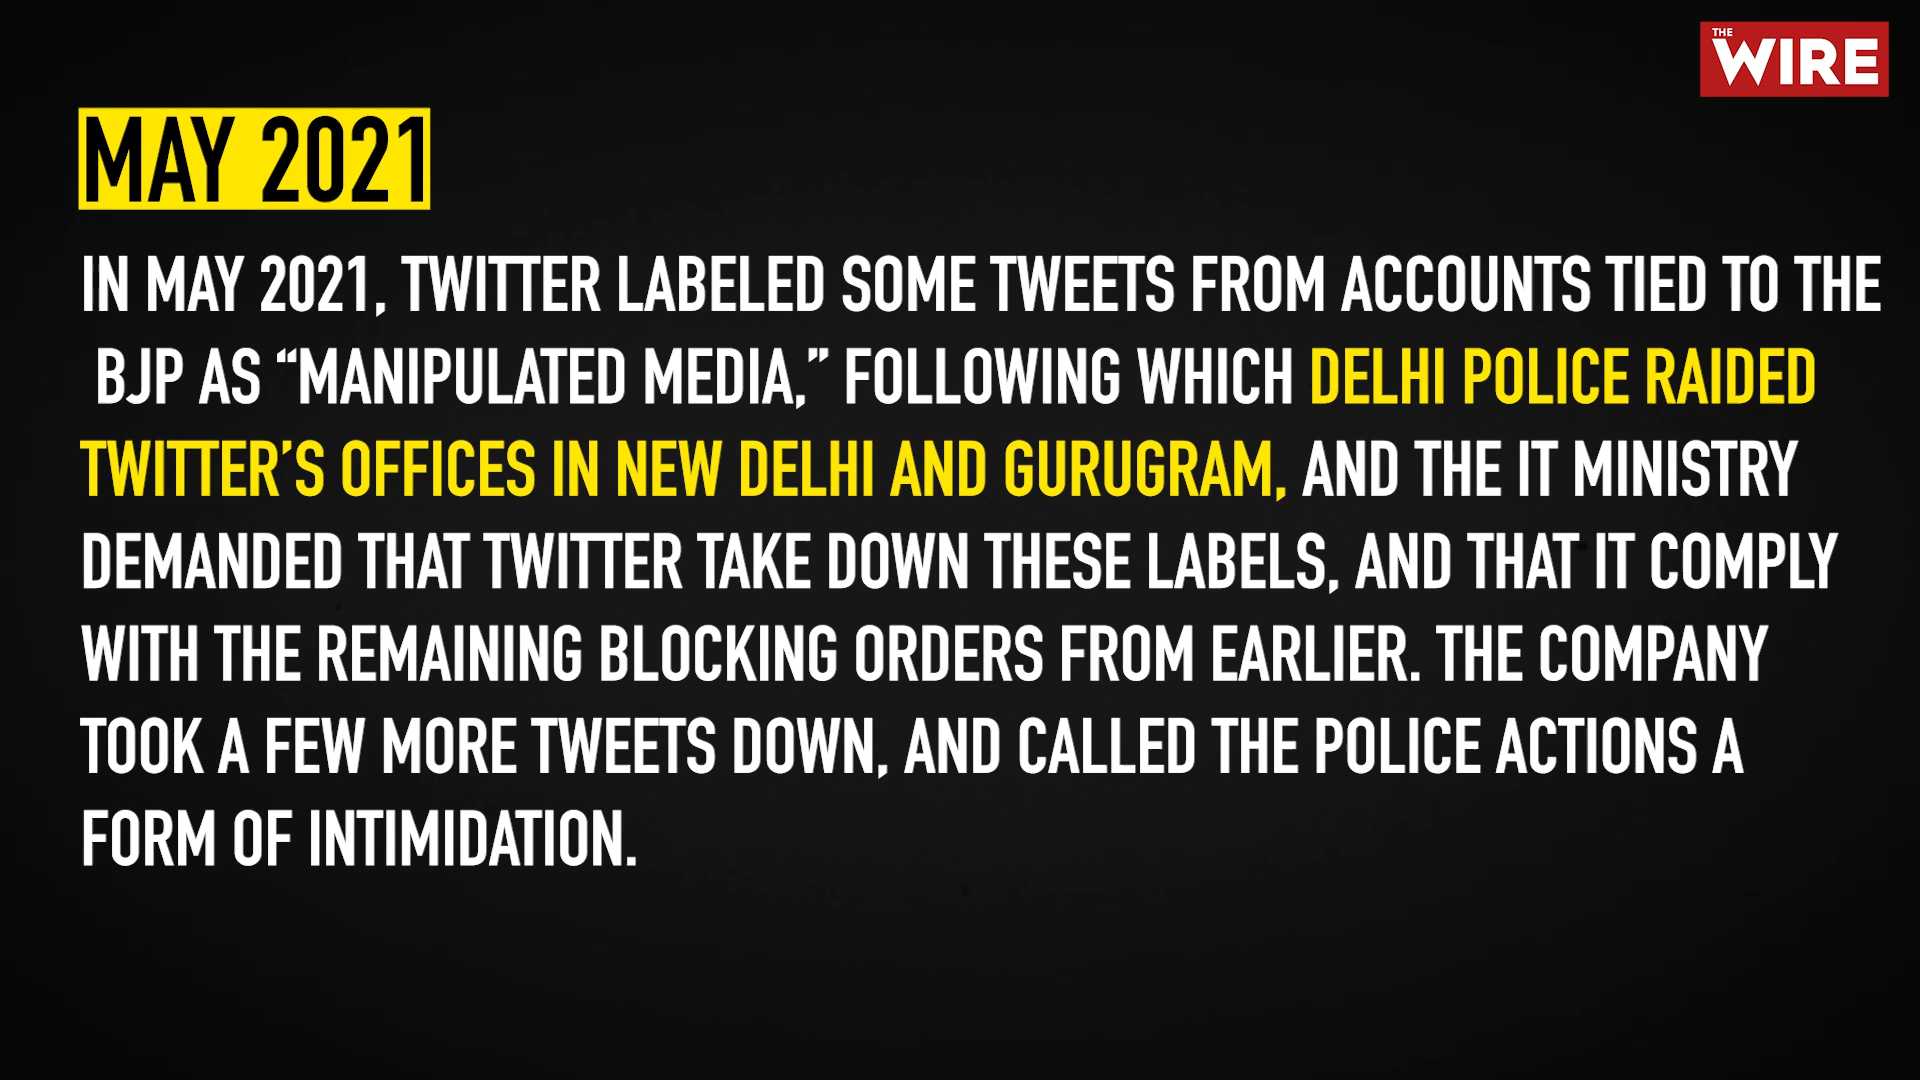 THE
WIRE
MAY 2021
IN MAY 2021, TWITTER LABELED SOME TWEETS FROM ACCOUNTS TIED TO THE
BJP AS “MANIPULATED MEDIA,” FOLLOWING WHICH DELHI POLICE RAIDED
TWITTER’S OFFICES IN NEW DELHI AND GURUGRAM, AND THE IT MINISTRY
DEMANDED THAT TWITTER TAKE DOWN THESE LABELS, AND THAT IT COMPLY
WITH THE REMAINING BLOCKING ORDERS FROM EARLIER. THE COMPANY
TOOK A FEW MORE TWEETS DOWN, AND CALLED THE POLICE ACTIONS A
FORM OF INTIMIDATION.